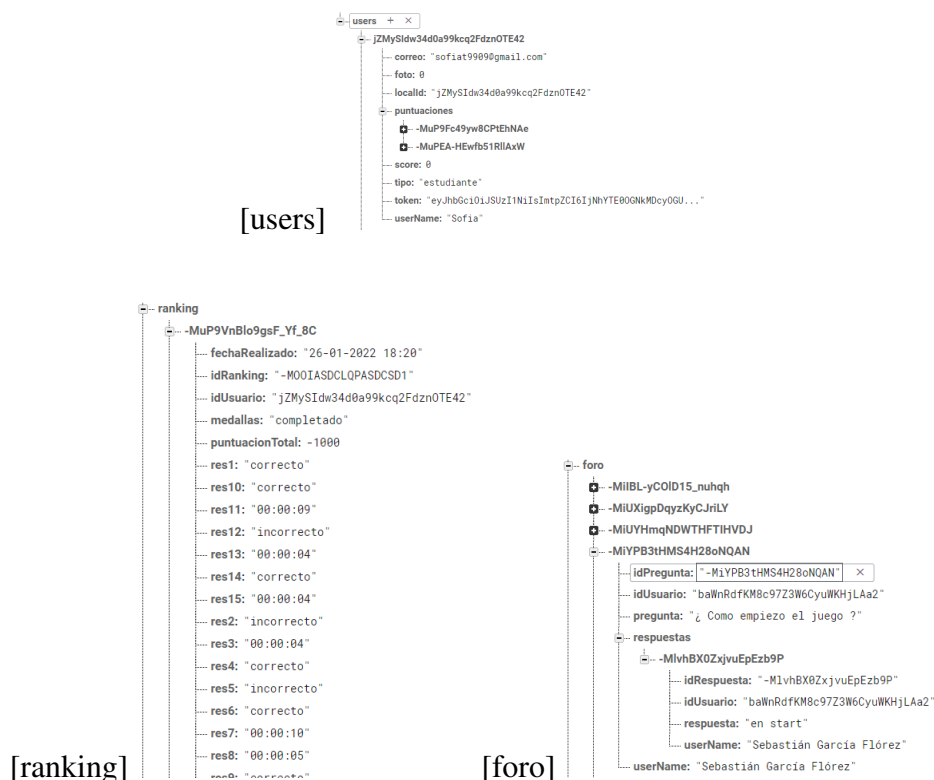 users + ×
jZMySIdw34d0a99kcq2FdznOTE42
correo: "sofiat9909@gmail.com"
foto: 0
localId: "jZMySIdw34d0a99kcq2FdznOTE42"
puntuaciones
-MuP9Fc49yw8CPtEhNAe
-MuPEA-HEwfb51RllAxW
score: 0
tipo: "estudiante"
token: "eyJhbGciOiJSUzI1NiIsImtpZCI6IjNhYTE0OGNkMDcyOGU..."
userName: "Sofia"
[users]
ranking
-MuP9VnBlo9gsF_Yf_8C
fechaRealizado: "26-01-2022 18:20"
idRanking: "-MOOIASDCLQPASDCSD1"
idUsuario: "jZMySIdw34d0a99kcq2FdznOTE42"
medallas: "completado"
puntuacionTotal: -1000
res1: "correcto"
res10: "correcto"
res11: "00:00:09"
res12: "incorrecto"
res13: "00:00:04"
res14: "correcto"
res15: "00:00:04"
res2: "incorrecto"
res3: "00:00:04"
res4: "correcto"
res5: "incorrecto"
res6: "correcto"
res7: "00:00:10"
res8: "00:00:05"
res9: "correcto"
[ranking]
foro
-MilBL-yCOlD15_nuhqh
-MiUXigpDqyzKyCJriLY
-MiUYHmqNDWTHFTIHVDJ
-MiYPB3tHMS4H28oNQAN
idPregunta: "-MiYPB3tHMS4H28oNQAN" ×
idUsuario: "baWnRdfKM8c97Z3W6CyuWKHjLAa2"
pregunta: "¿ Como empiezo el juego ?"
respuestas
-MlvhBX0ZxjvuEpEzb9P
idRespuesta: "-MlvhBX0ZxjvuEpEzb9P"
idUsuario: "baWnRdfKM8c97Z3W6CyuWKHjLAa2"
respuesta: "en start"
userName: "Sebastián García Flórez"
userName: "Sebastián García Flórez"
[foro]